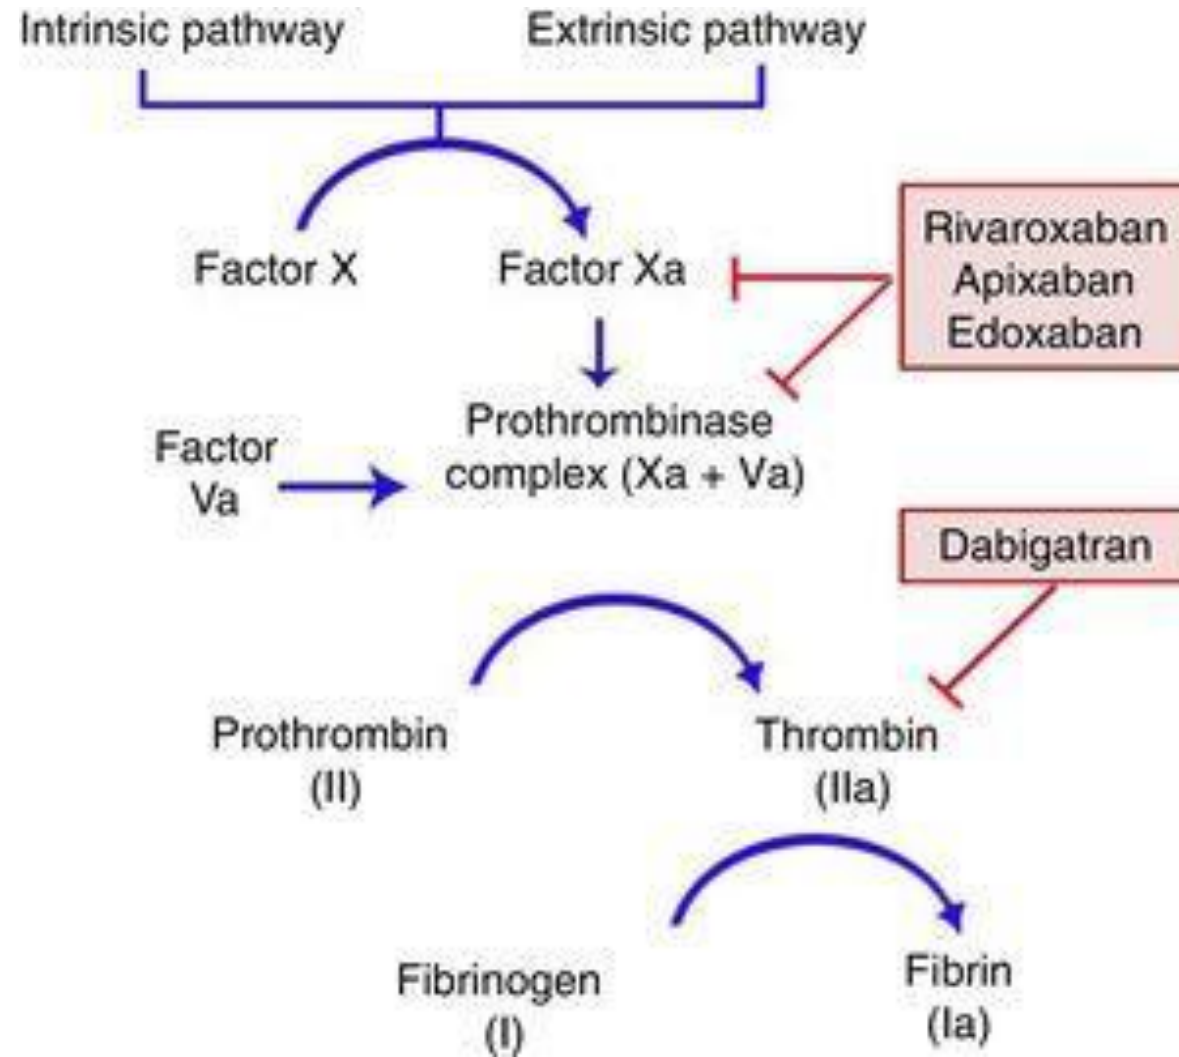 Intrinsic pathway
Extrinsic pathway
Factor X
Factor Xa
Rivaroxaban
Apixaban
Edoxaban
Factor
Va
Prothrombinase
complex (Xa + Va)
Dabigatran
Prothrombin
(II)
Thrombin
(IIa)
Fibrinogen
(I)
Fibrin
(Ia)